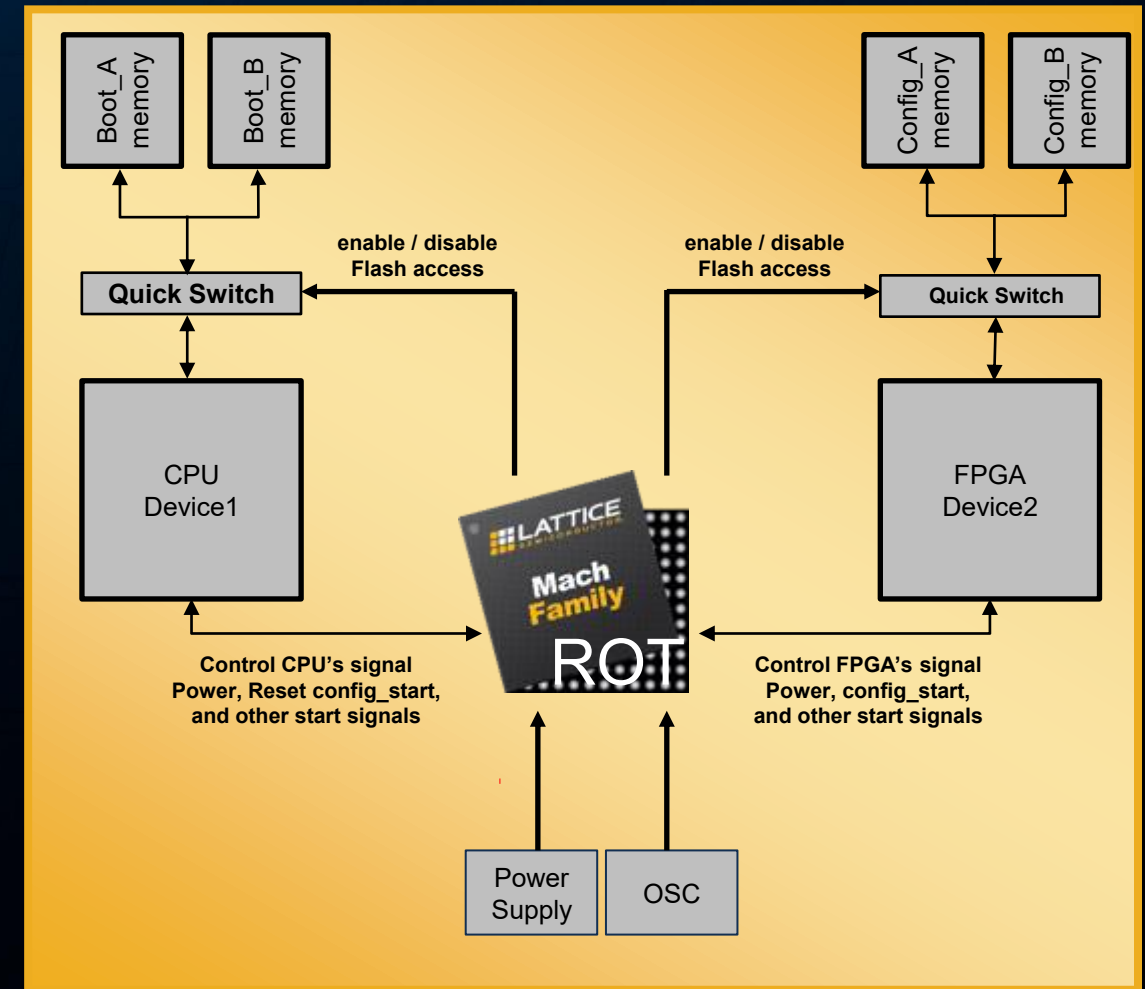 Boot_A
memory
Boot_B
memory
Config_A
memory
Config_B
memory
enable / disable
Flash access
enable / disable
Flash access
Quick Switch
Quick Switch
CPU
Device1
FPGA
Device2
LATTICE
SEMICONDUCTOR
Mach
Family
ROT
Control CPU’s signal
Power, Reset config_start,
and other start signals
Control FPGA’s signal
Power, config_start,
and other start signals
Power
Supply
OSC